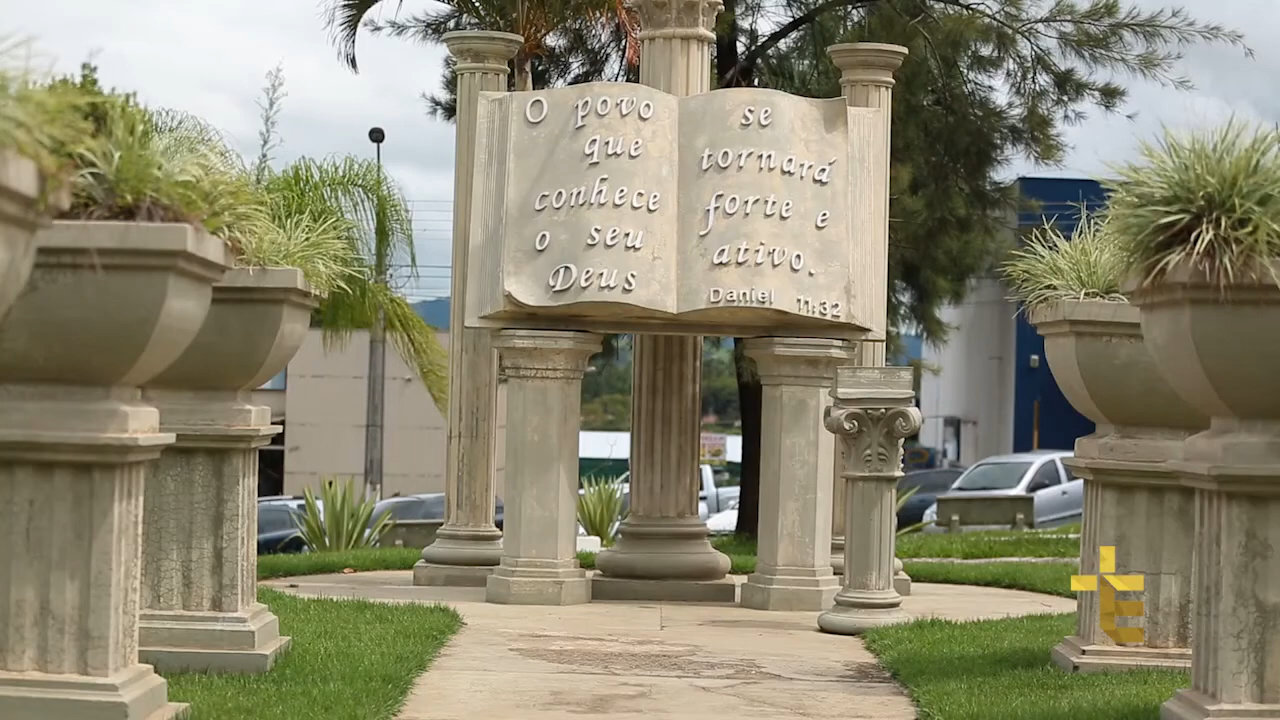 O povo
que
conhece
o seu
Deus
se
tornará
forte e
ativo.
Daniel 11:32